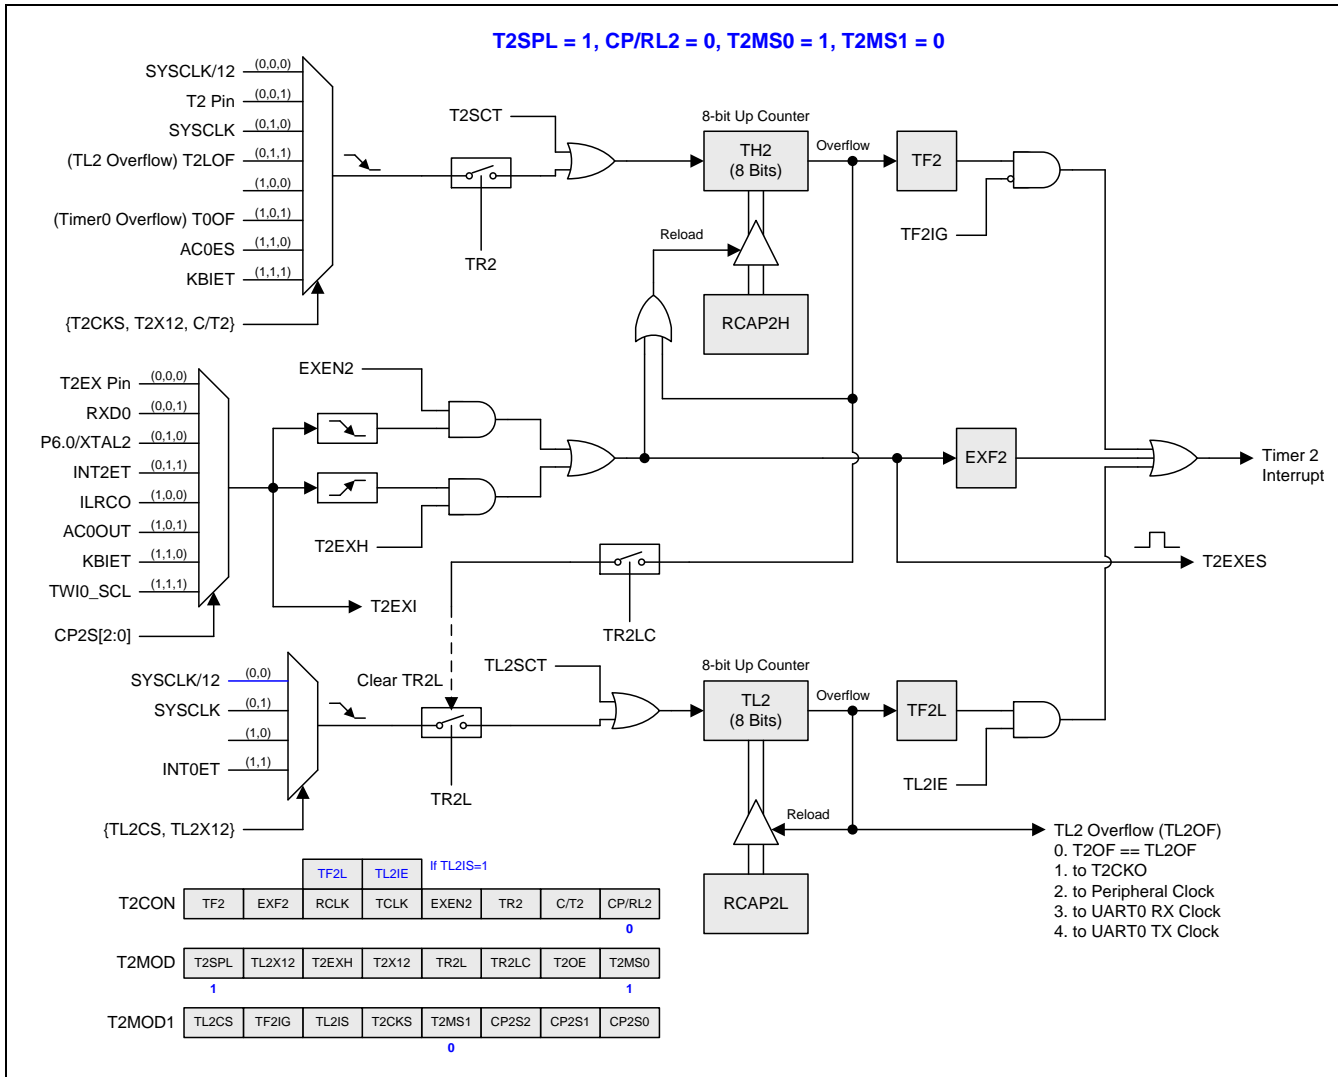 T2SPL = 1, CP/RL2 = 0, T2MS0 = 1, T2MS1 = 0
SYSCLK/12 (0,0,0)
T2 Pin (0,0,1)
SYSCLK (0,1,0)
(TL2 Overflow) T2LOF (0,1,1)
(1,0,0)
(Timer0 Overflow) T0OF (1,0,1)
AC0ES (1,1,0)
KBIET (1,1,1)
{T2CKS, T2X12, C/T2}
TR2
T2SCT
8-bit Up Counter
TH2
(8 Bits)
Overflow
TF2
TF2IG
Reload
RCAP2H
T2EX Pin (0,0,0)
RXD0 (0,0,1)
P6.0/XTAL2 (0,1,0)
INT2ET (0,1,1)
ILRCO (1,0,0)
AC0OUT (1,0,1)
KBIET (1,1,0)
TWI0_SCL (1,1,1)
CP2S[2:0]
EXEN2
T2EXH
T2EXI
EXF2
Timer 2
Interrupt
T2EXES
TR2LC
SYSCLK/12 (0,0)
SYSCLK (0,1)
(1,0)
INT0ET (1,1)
{TL2CS, TL2X12}
Clear TR2L
TR2L
TL2SCT
8-bit Up Counter
TL2
(8 Bits)
Overflow
TF2L
TL2IE
Reload
RCAP2L
TL2 Overflow (TL2OF)
0. T2OF == TL2OF
1. to T2CKO
2. to Peripheral Clock
3. to UART0 RX Clock
4. to UART0 TX Clock
TF2L TL2IE If TL2IS=1
T2CON TF2 EXF2 RCLK TCLK EXEN2 TR2 C/T2 CP/RL2
0
T2MOD T2SPL TL2X12 T2EXH T2X12 TR2L TR2LC T2OE T2MS0
1 1
T2MOD1 TL2CS TF2IG TL2IS T2CKS T2MS1 CP2S2 CP2S1 CP2S0
0